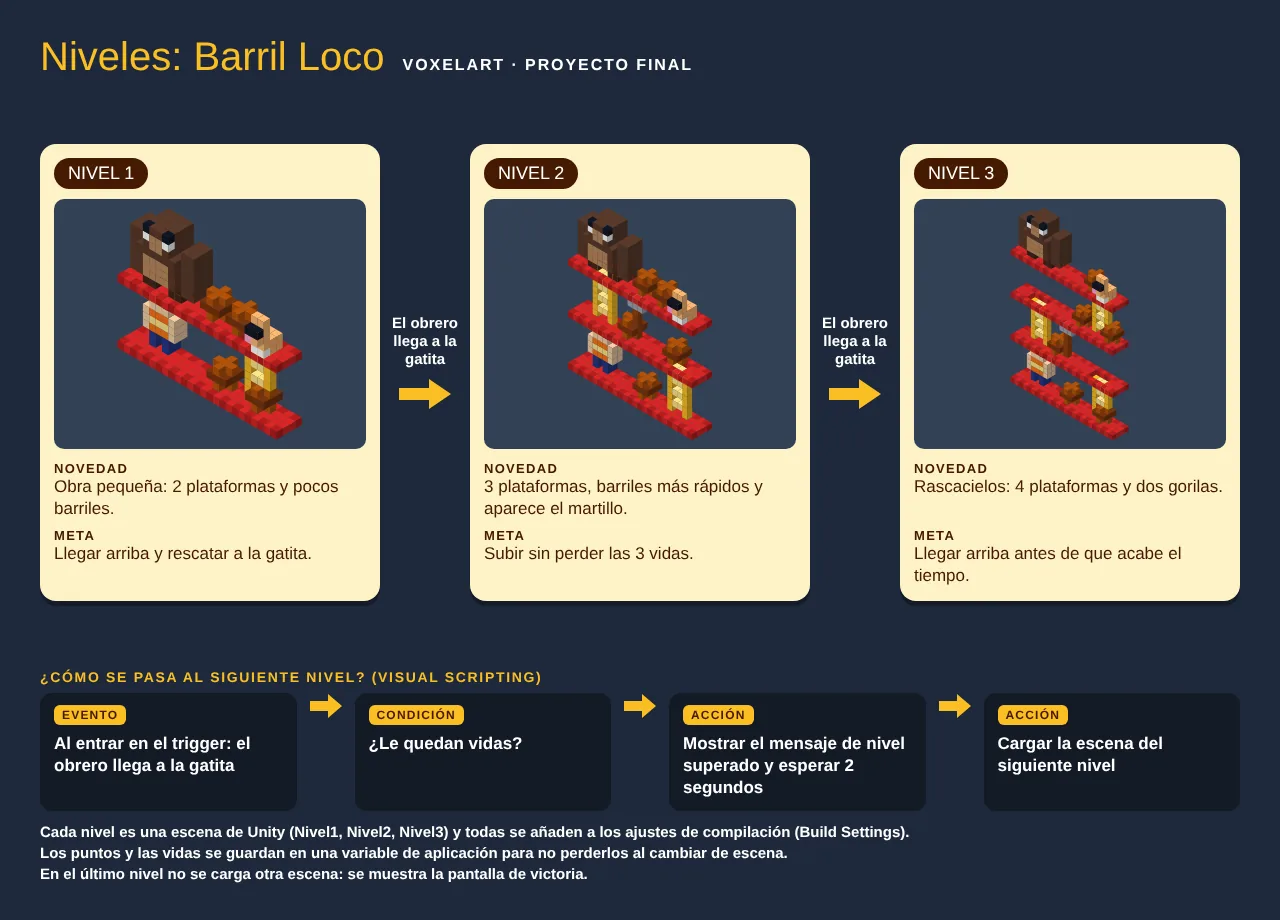 Niveles: Barril Loco
VOXELART · PROYECTO FINAL
NIVEL 1
NOVEDAD
Obra pequeña: 2 plataformas y pocos
barriles.
META
Llegar arriba y rescatar a la gatita.
El obrero
llega a la
gatita
NIVEL 2
NOVEDAD
3 plataformas, barriles más rápidos y
aparece el martillo.
META
Subir sin perder las 3 vidas.
El obrero
llega a la
gatita
NIVEL 3
NOVEDAD
Rascacielos: 4 plataformas y dos gorilas.
META
Llegar arriba antes de que acabe el
tiempo.
¿CÓMO SE PASA AL SIGUIENTE NIVEL? (VISUAL SCRIPTING)
EVENTO
Al entrar en el trigger: el
obrero llega a la gatita
CONDICIÓN
¿Le quedan vidas?
ACCIÓN
Mostrar el mensaje de nivel
superado y esperar 2
segundos
ACCIÓN
Cargar la escena del
siguiente nivel
Cada nivel es una escena de Unity (Nivel1, Nivel2, Nivel3) y todas se añaden a los ajustes de compilación (Build Settings).
Los puntos y las vidas se guardan en una variable de aplicación para no perderlos al cambiar de escena.
En el último nivel no se carga otra escena: se muestra la pantalla de victoria.